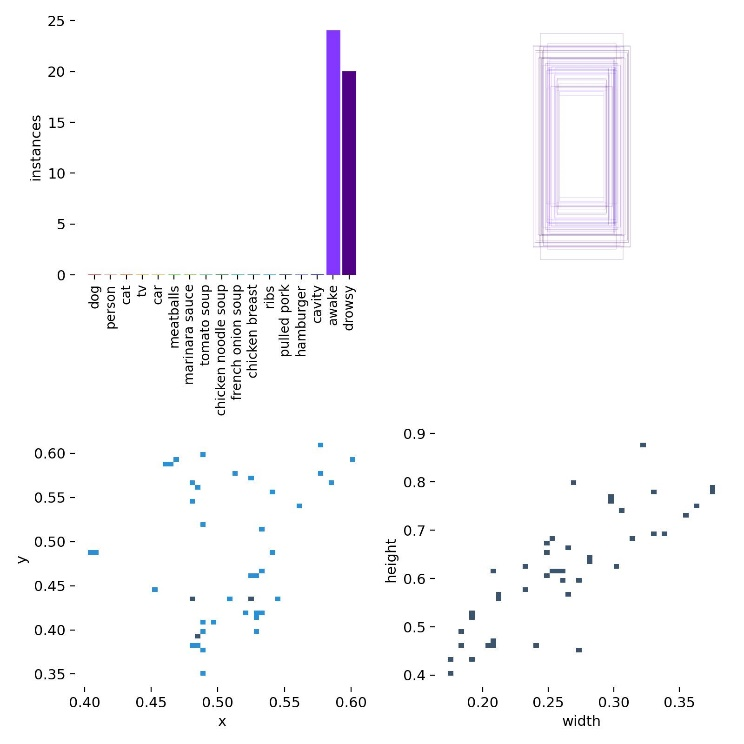 25
20
15
10
5
0
instances
dog
person
cat
tv
car
meatballs
marinara sauce
tomato soup
chicken noodle soup
french onion soup
chicken breast
ribs
pulled pork
hamburger
cavity
awake
drowsy
0.60
0.55
0.50
0.45
0.40
0.35
y
0.40
0.45
0.50
0.55
0.60
x
0.9
0.8
0.7
0.6
0.5
0.4
height
0.20
0.25
0.30
0.35
width